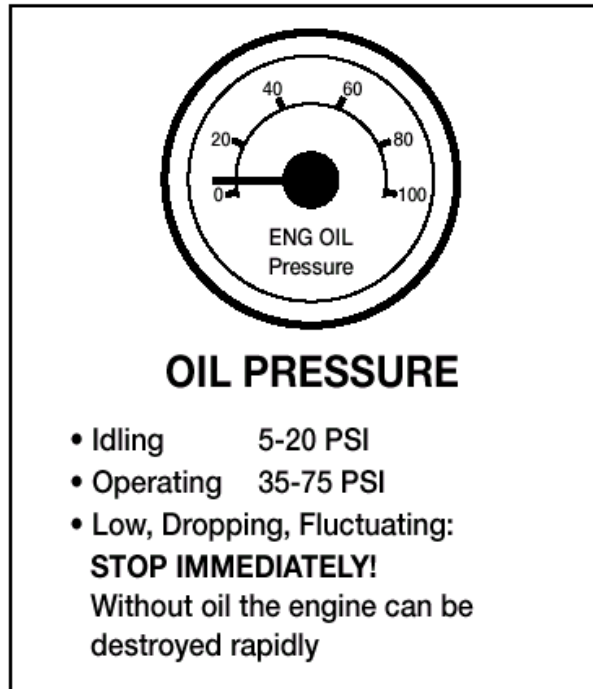 40 60
20 80
0 100
ENG OIL
Pressure
OIL PRESSURE
• Idling 5-20 PSI
• Operating 35-75 PSI
• Low, Dropping, Fluctuating:
STOP IMMEDIATELY!
Without oil the engine can be
destroyed rapidly